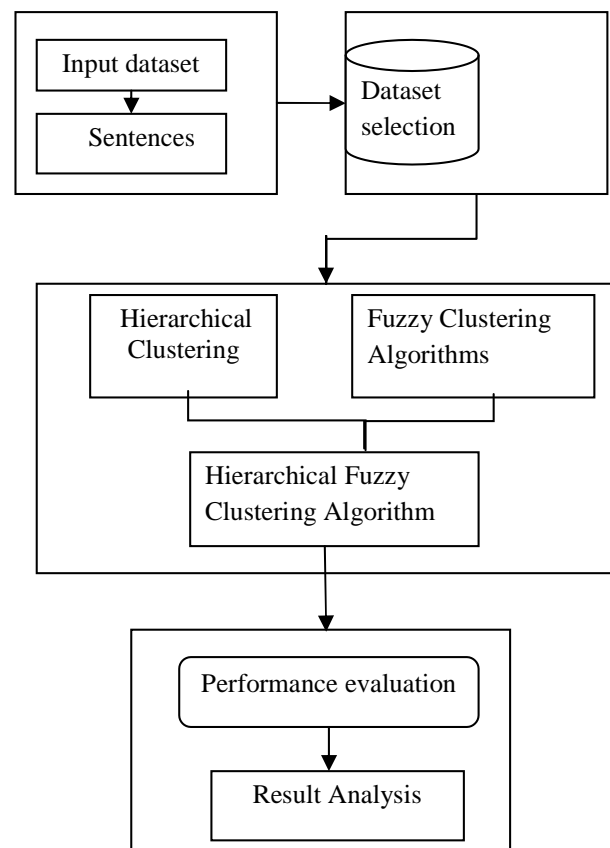 Input dataset
Sentences
Dataset
selection
Hierarchical
Clustering
Fuzzy Clustering
Algorithms
Hierarchical Fuzzy
Clustering Algorithm
Performance evaluation
Result Analysis